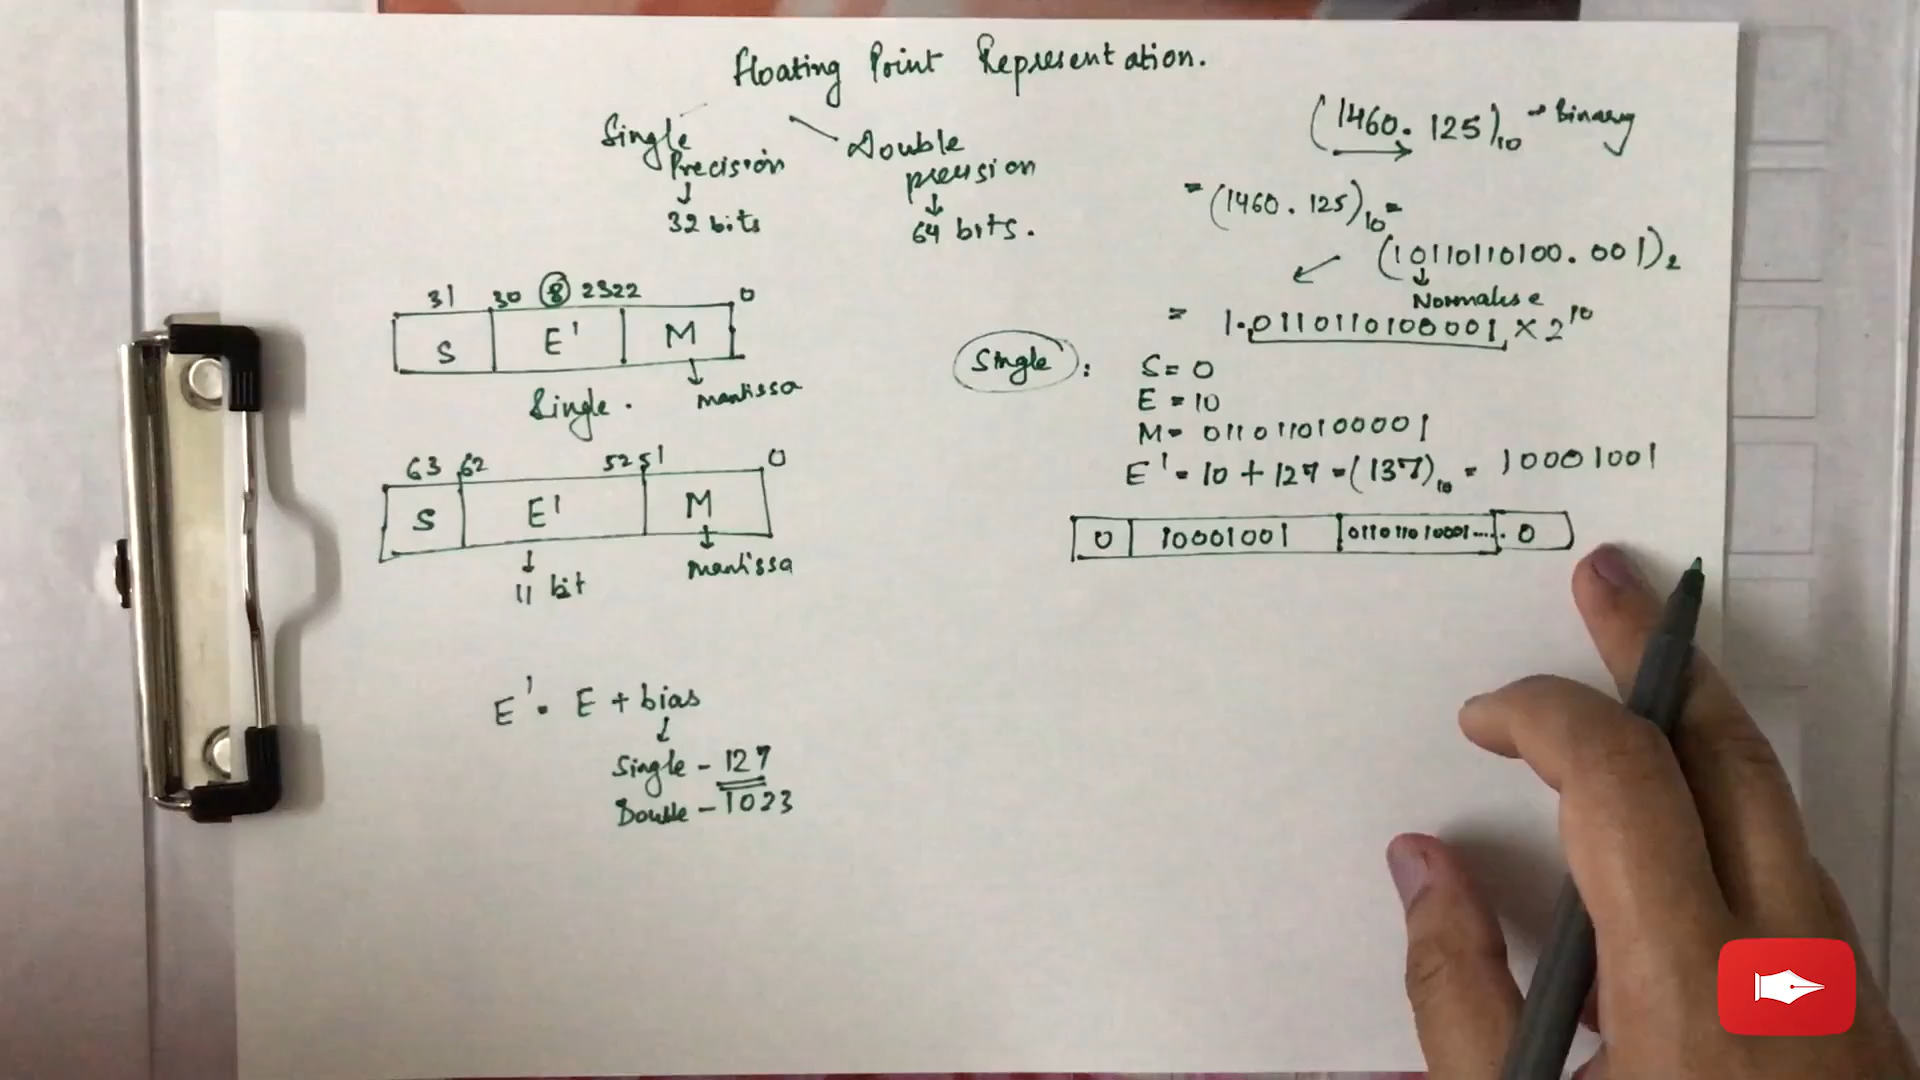 Floating Point Representation.
Single Precision
↓
32 bits
Double precision
↓
64 bits.
31 30 8 23 22 0
S E' M
↓
mantissa
Single.
63 62 52 51 0
S E' M
↓
11 bit
↓
mantissa
E' = E + bias
↓
Single - 127
Double - 1023
(1460.125)10 → Binary
= (1460.125)10 =
(10110110100.001)2
↓
Normalise
= 1.0110110100001 × 210
Single :
S = 0
E = 10
M = 0110110100001
E' = 10 + 127 = (137)10 = 10001001
0 10001001 011011010001..... 0